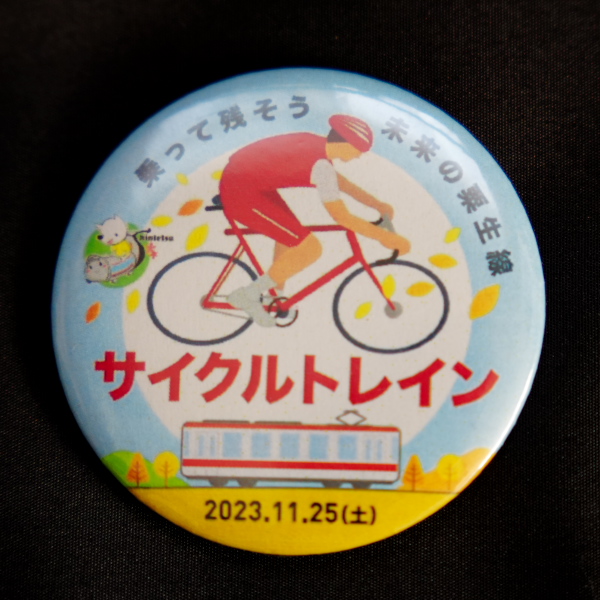 乗って残そう 未来の粟生線
サイクルトレイン
2023.11.25(土)